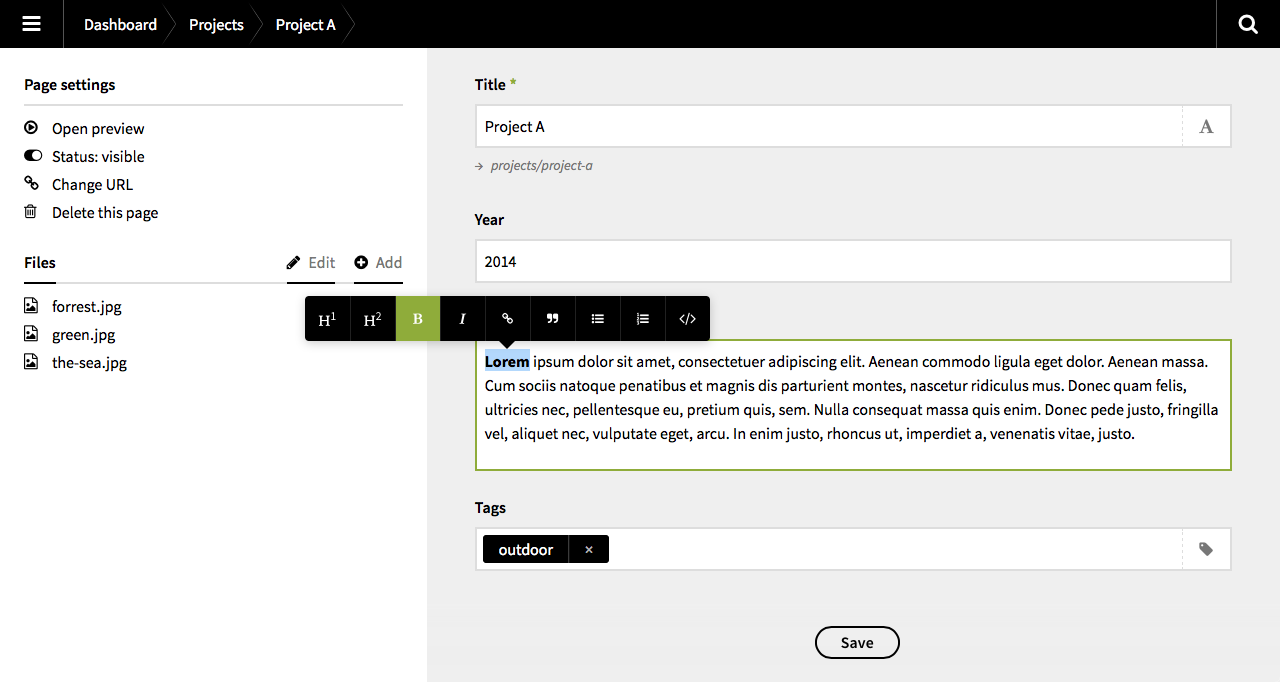 Dashboard Projects Project A
Page settings
Open preview
Status: visible
Change URL
Delete this page
Files Edit Add
forrest.jpg
green.jpg
the-sea.jpg
Title *
Project A A
→ projects/project-a
Year
2014
H1 H2 B I ” </>
Lorem ipsum dolor sit amet, consectetuer adipiscing elit. Aenean commodo ligula eget dolor. Aenean massa.
Cum sociis natoque penatibus et magnis dis parturient montes, nascetur ridiculus mus. Donec quam felis,
ultricies nec, pellentesque eu, pretium quis, sem. Nulla consequat massa quis enim. Donec pede justo, fringilla
vel, aliquet nec, vulputate eget, arcu. In enim justo, rhoncus ut, imperdiet a, venenatis vitae, justo.
Tags
outdoor ×
Save